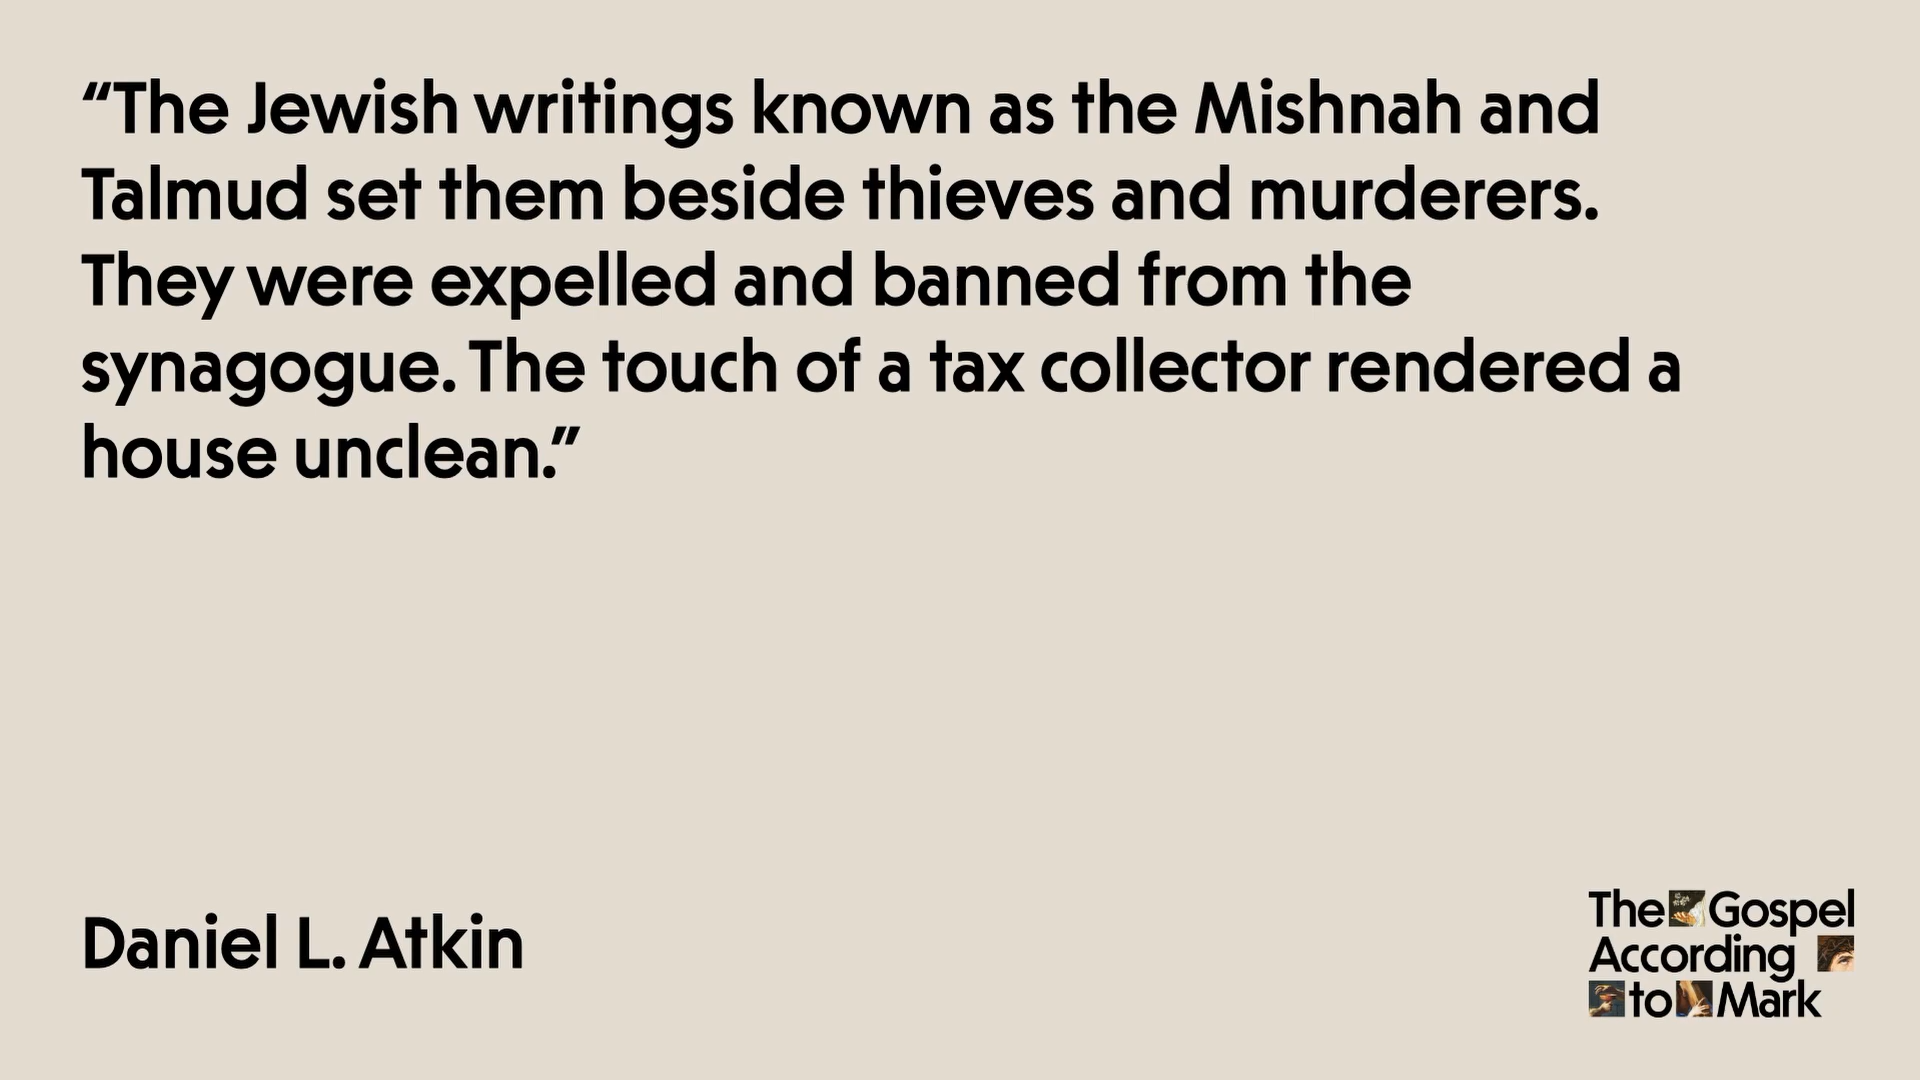 “The Jewish writings known as the Mishnah and
Talmud set them beside thieves and murderers.
They were expelled and banned from the
synagogue. The touch of a tax collector rendered a
house unclean.”
Daniel L. Atkin
The Gospel
According
to Mark